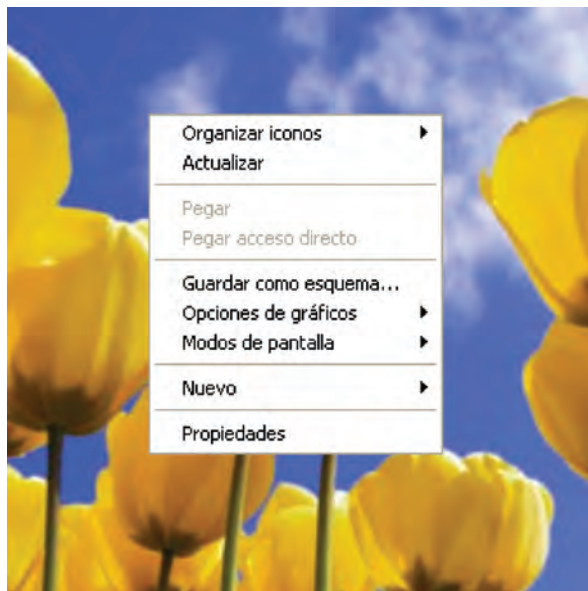 Organizar iconos
Actualizar
Pegar
Pegar acceso directo
Guardar como esquema...
Opciones de gráficos
Modos de pantalla
Nuevo
Propiedades